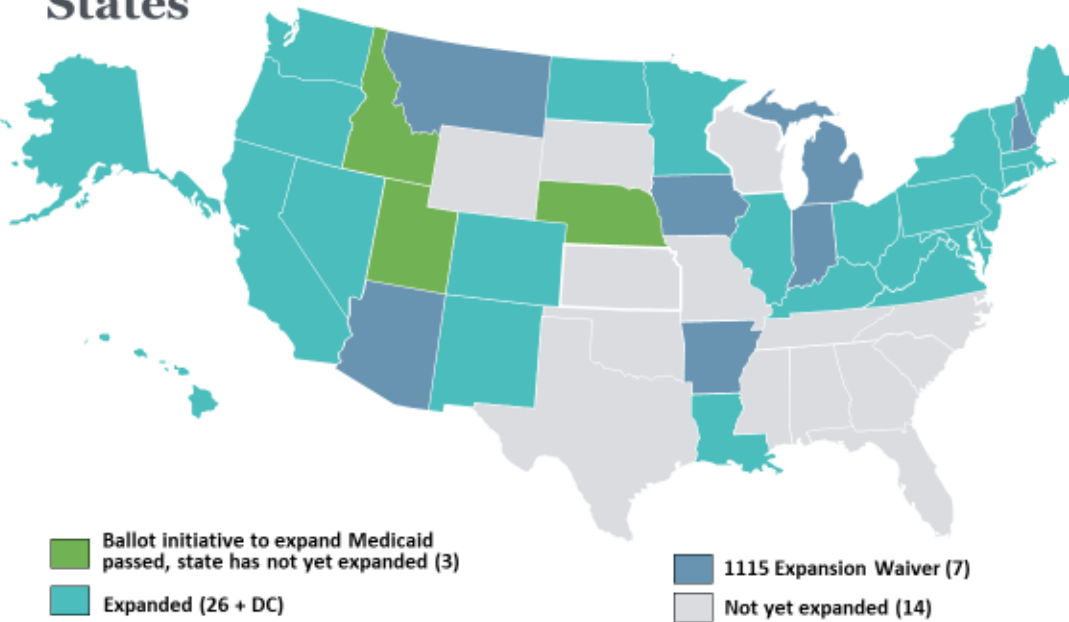 States
Ballot initiative to expand Medicaid
passed, state has not yet expanded (3)
Expanded (26 + DC)
1115 Expansion Waiver (7)
Not yet expanded (14)